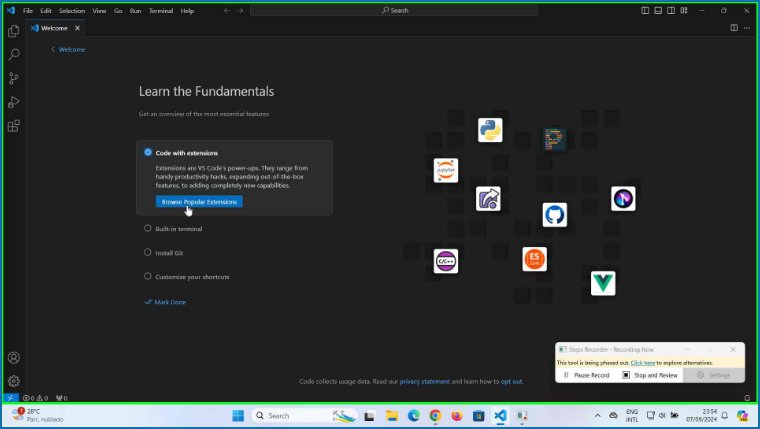 File Edit Selection View Go Run Terminal Help
Search
Welcome
Welcome
Learn the Fundamentals
Get an overview of the most essential features
Code with extensions
Extensions are VS Code's power-ups. They range from
handy productivity hacks, expanding out-of-the-box
features, to adding completely new capabilities.
Browse Popular Extensions
Built-in terminal
Install Git
Customize your shortcuts
Mark Done
jupyter
C/C++
ES
Lint
Steps Recorder - Recording Now
This tool is being phased out. Click here to explore alternatives.
Pause Record Stop and Review Settings
Code collects usage data. Read our privacy statement and learn how to opt out.
0 0 0
1
28°C
Parc. nublado
Search
ENG
INTL
23:54
07/09/2024